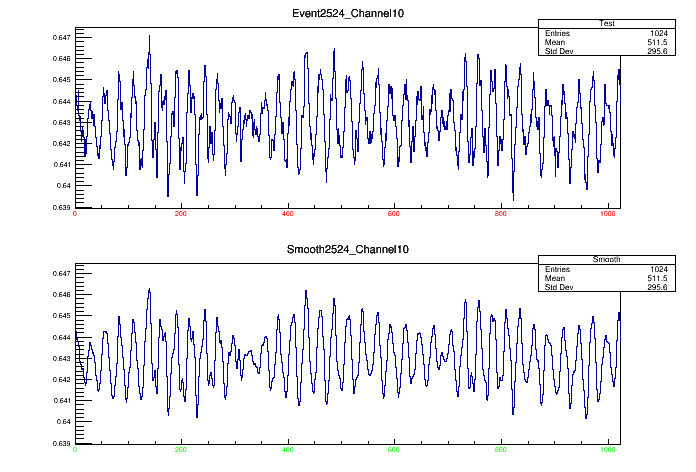 Event2524_Channel10
Test
Entries 1024
Mean 511.5
Std Dev 295.6
0.647
0.646
0.645
0.644
0.643
0.642
0.641
0.64
0.639
0 200 400 600 800 1000
Smooth2524_Channel10
Smooth
Entries 1024
Mean 511.5
Std Dev 295.6
0.647
0.646
0.645
0.644
0.643
0.642
0.641
0.64
0.639
0 200 400 600 800 1000